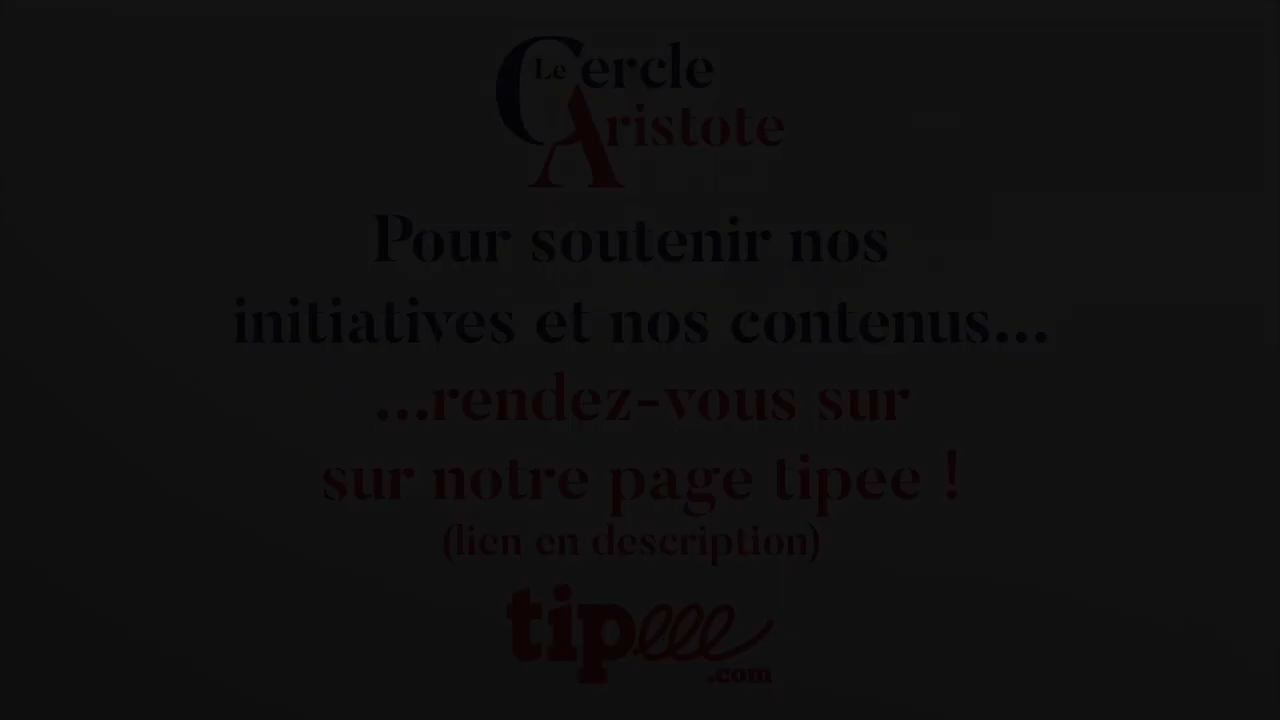 Le Cercle
Aristote
Pour soutenir nos
initiatives et nos contenus...
...rendez-vous sur
sur notre page tipee !
(lien en description)
tipeee
.com